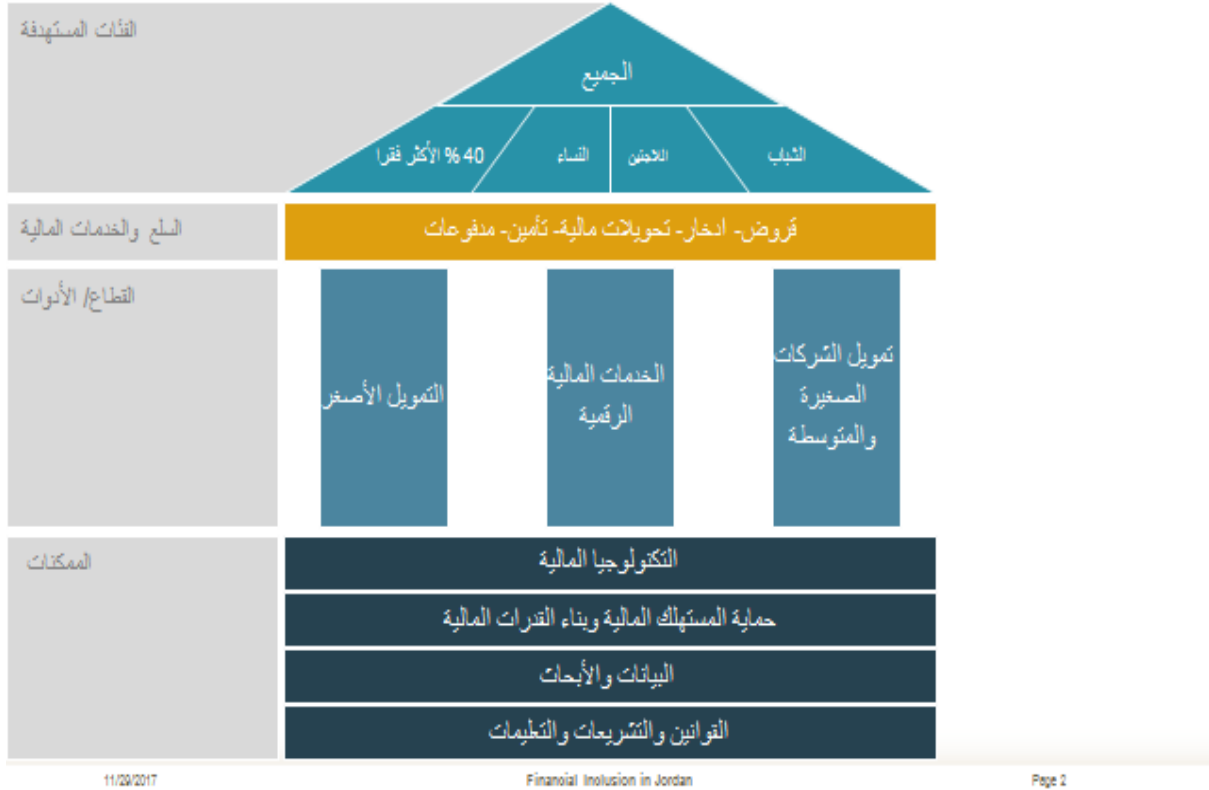 الفئات المستهدفة
الجميع
الشباب
اللاجئين
النساء
40 % الأكثر فقرا
السلع والخدمات المالية
قروض- ادخار- تحويلات مالية- تأمين- مدفوعات
القطاع/ الأدوات
تمويل الشركات
الصغيرة
والمتوسطة
الخدمات المالية
الرقمية
التمويل الأصغر
الممكنات
التكنولوجيا المالية
حماية المستهلك المالية وبناء القدرات المالية
البيانات والأبحاث
القوانين والتشريعات والتعليمات
11/29/2017
Financial Inclusion in Jordan
Page 2